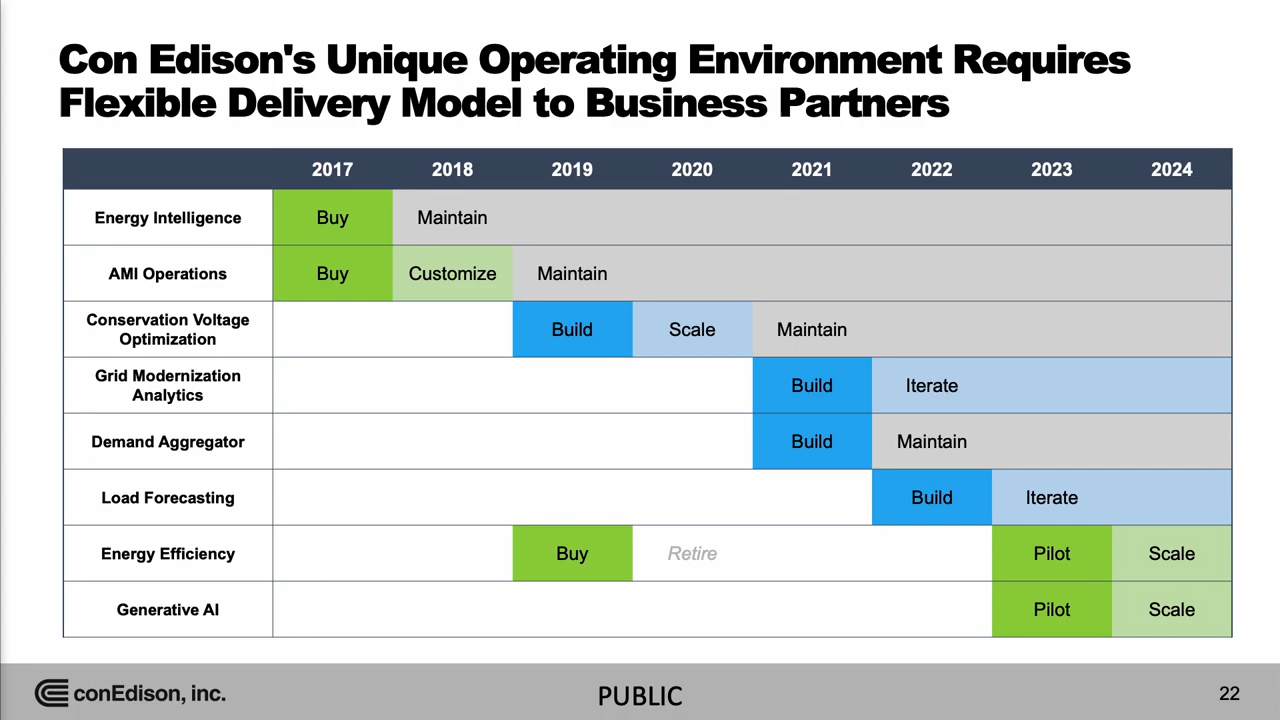 Con Edison's Unique Operating Environment Requires
Flexible Delivery Model to Business Partners
2017 2018 2019 2020 2021 2022 2023 2024
Energy Intelligence Buy Maintain
AMI Operations Buy Customize Maintain
Conservation Voltage
Optimization Build Scale Maintain
Grid Modernization
Analytics Build Iterate
Demand Aggregator Build Maintain
Load Forecasting Build Iterate
Energy Efficiency Buy Retire Pilot Scale
Generative AI Pilot Scale
conEdison, inc. PUBLIC 22